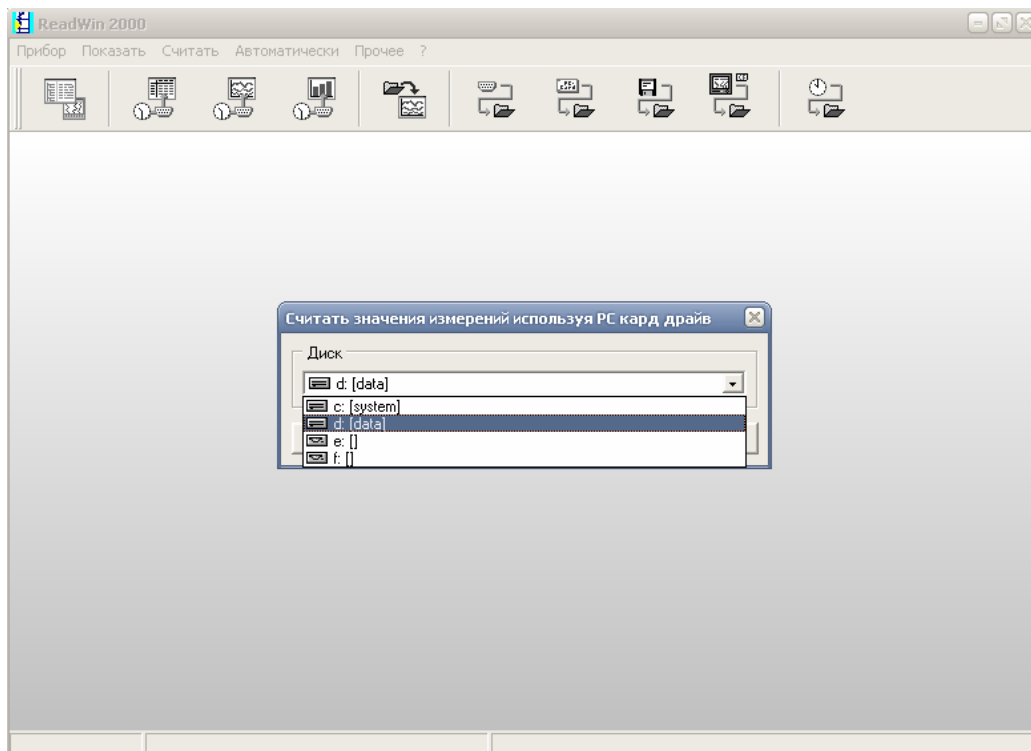 ReadWin 2000
Прибор Показать Считать Автоматически Прочее ?
Считать значения измерений используя PC кард драйв
Диск
d: [data]
c: [system]
d: [data]
e: []
f: []